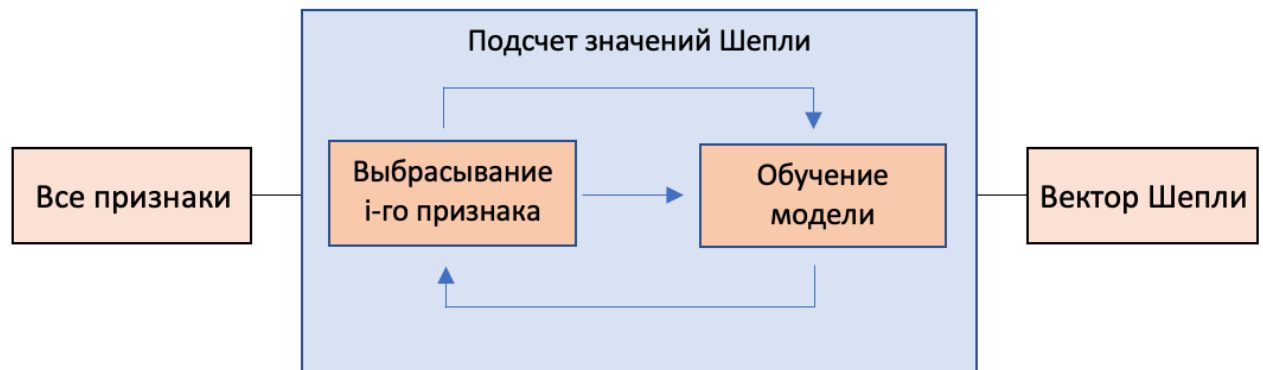 Подсчет значений Шепли
Все признаки
Выбрасывание
i-го признака
Обучение
модели
Вектор Шепли